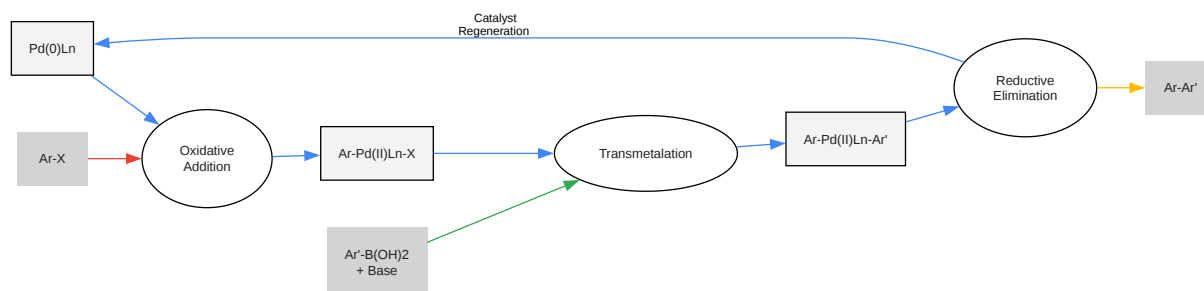 Catalyst
Regeneration
Pd(0)Ln
Reductive
Elimination
Ar-Ar'
Ar-X
Oxidative
Addition
Ar-Pd(II)Ln-X
Transmetalation
Ar-Pd(II)Ln-Ar'
Ar'-B(OH)2
+ Base